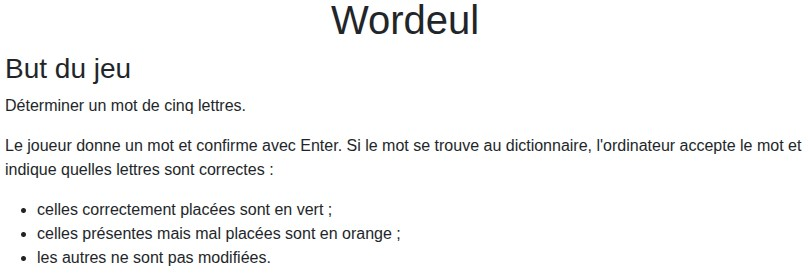 Wordeul
But du jeu
Déterminer un mot de cinq lettres.
Le joueur donne un mot et confirme avec Enter. Si le mot se trouve au dictionnaire, l'ordinateur accepte le mot et
indique quelles lettres sont correctes :
• celles correctement placées sont en vert ;
• celles présentes mais mal placées sont en orange ;
• les autres ne sont pas modifiées.